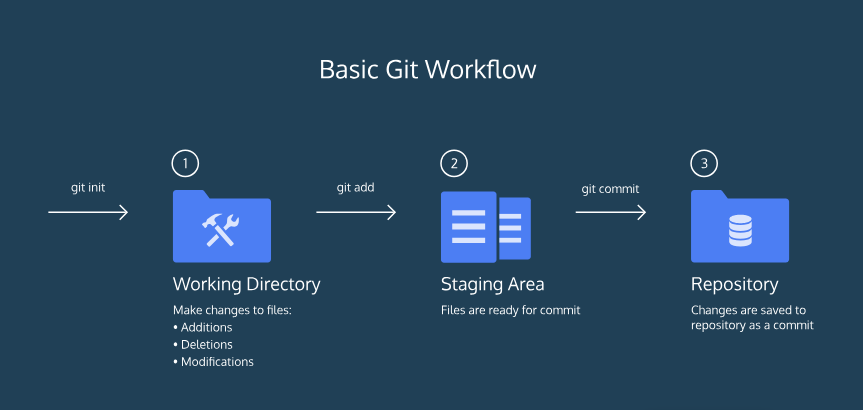 Basic Git Workflow
git init
1
git add
2
git commit
3
Working Directory
Make changes to files:
• Additions
• Deletions
• Modifications
Staging Area
Files are ready for commit
Repository
Changes are saved to
repository as a commit